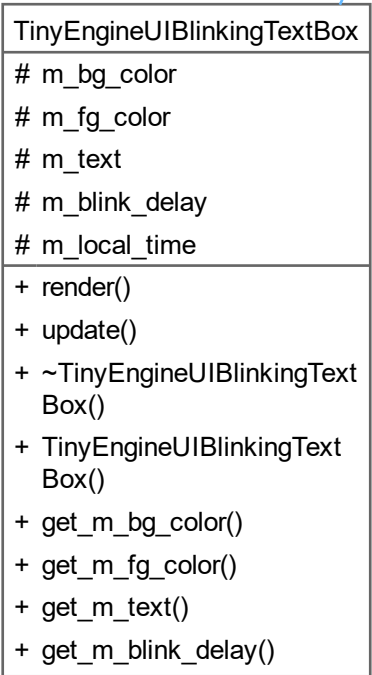 TinyEngineUIBlinkingTextBox
# m_bg_color
# m_fg_color
# m_text
# m_blink_delay
# m_local_time
+ render()
+ update()
+ ~TinyEngineUIBlinkingText
Box()
+ TinyEngineUIBlinkingText
Box()
+ get_m_bg_color()
+ get_m_fg_color()
+ get_m_text()
+ get_m_blink_delay()